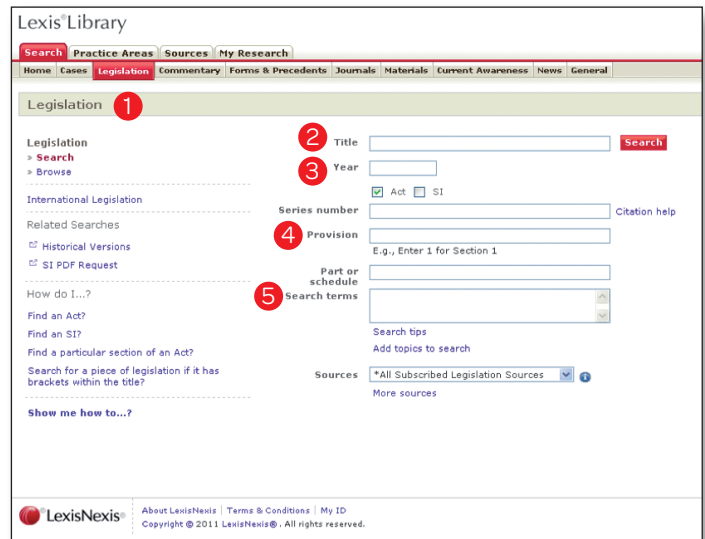 Lexis®Library
Search Practice Areas Sources My Research
Home Cases Legislation Commentary Forms & Precedents Journals Materials Current Awareness News General
Legislation 1
Legislation
» Search
» Browse
International Legislation
Related Searches
Historical Versions
SI PDF Request
How do I...?
Find an Act?
Find an SI?
Find a particular section of an Act?
Search for a piece of legislation if it has
brackets within the title?
Show me how to...?
2 Title Search
3 Year
Act SI
Series number Citation help
4 Provision
E.g., Enter 1 for Section 1
Part or
schedule
5 Search terms
Search tips
Add topics to search
Sources *All Subscribed Legislation Sources
More sources
LexisNexis®
About LexisNexis | Terms & Conditions | My ID
Copyright © 2011 LexisNexis®. All rights reserved.